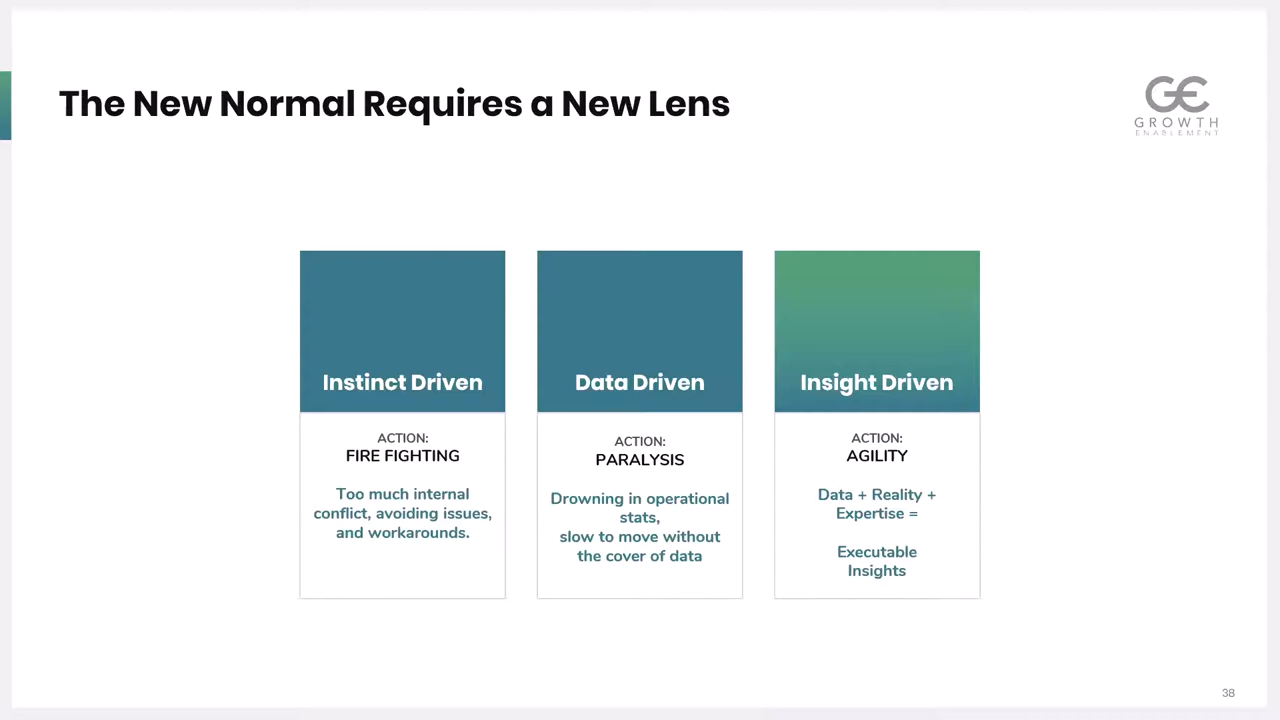 The New Normal Requires a New Lens
GE
GROWTH
ENABLEMENT
Instinct Driven
ACTION:
FIRE FIGHTING
Too much internal
conflict, avoiding issues,
and workarounds.
Data Driven
ACTION:
PARALYSIS
Drowning in operational
stats,
slow to move without
the cover of data
Insight Driven
ACTION:
AGILITY
Data + Reality +
Expertise =
Executable
Insights
38